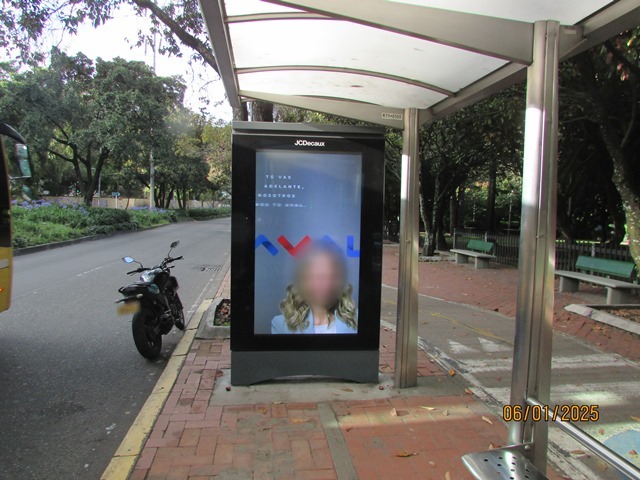 JCDecaux
TÚ VAS
ADELANTE,
NOSOTROS
AVAL
06/01/2025